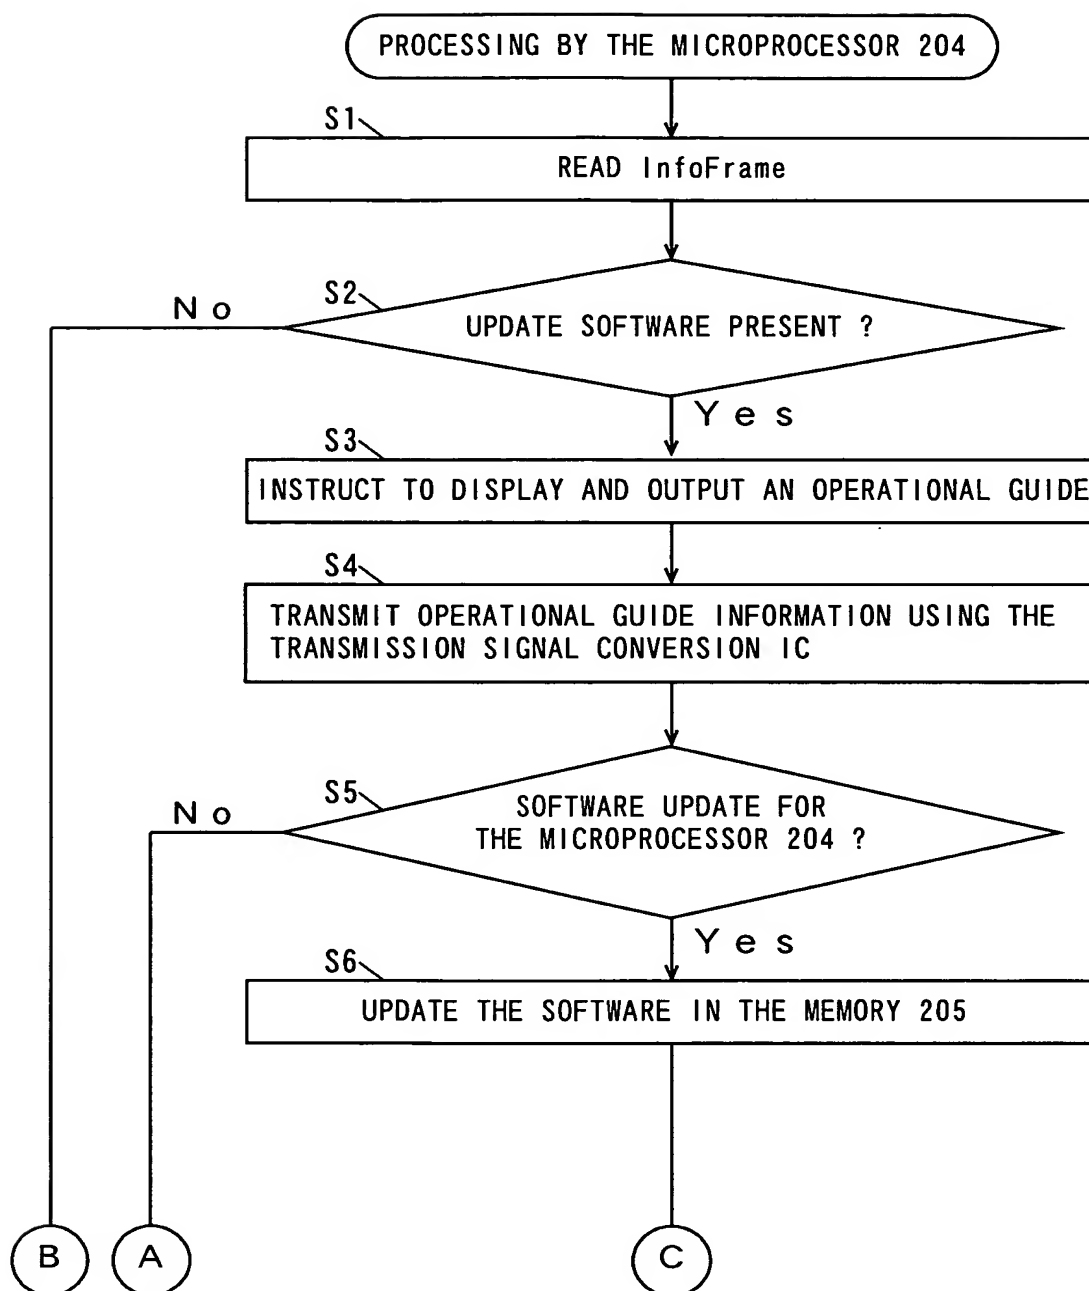 PROCESSING BY THE MICROPROCESSOR 204
S1
READ InfoFrame
S2
No
UPDATE SOFTWARE PRESENT ?
Yes
S3
INSTRUCT TO DISPLAY AND OUTPUT AN OPERATIONAL GUIDE
S4
TRANSMIT OPERATIONAL GUIDE INFORMATION USING THE
TRANSMISSION SIGNAL CONVERSION IC
S5
No
SOFTWARE UPDATE FOR
THE MICROPROCESSOR 204 ?
Yes
S6
UPDATE THE SOFTWARE IN THE MEMORY 205
B
A
C